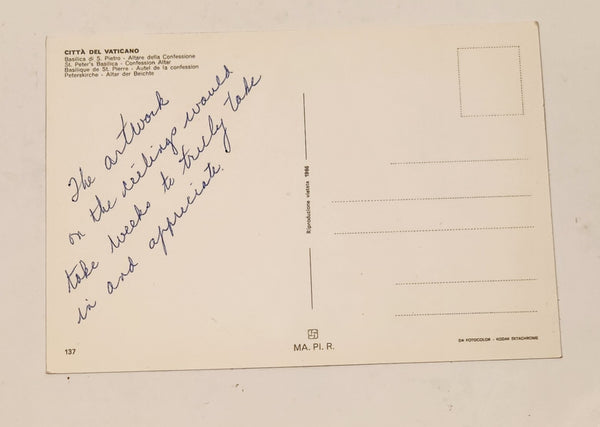 CITTÀ DEL VATICANO
Basilica di S. Pietro - Altare della Confessione
St. Peter's Basilica - Confession Altar
Basilique de St. Pierre - Autel de la confession
Peterskirche - Altar der Beichte
The artwork
on the ceilings would
take weeks to truly take
in and appreciate.
Riproduzione vietata 1986
137
MA. PI. R.
DA FOTOCOLOR - KODAK EKTACHROME